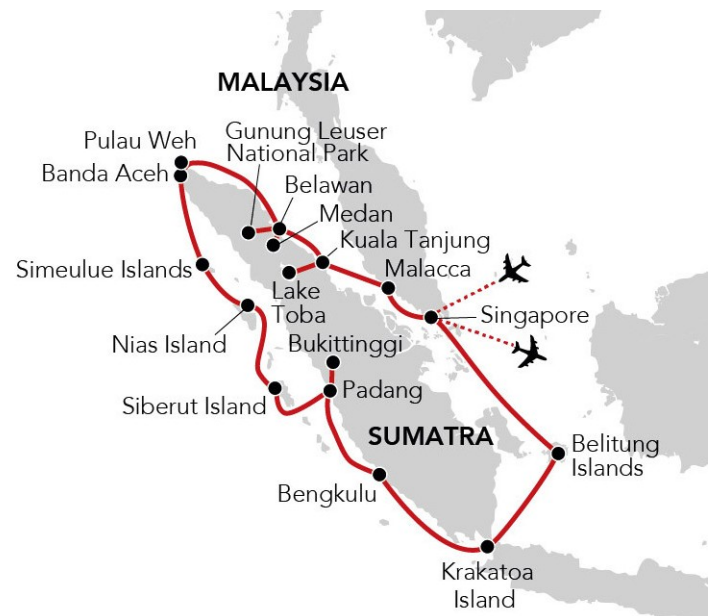 MALAYSIA
Pulau Weh
Gunung Leuser
National Park
Banda Aceh
Belawan
Medan
Kuala Tanjung
Simeulue Islands
Malacca
Lake
Toba
Singapore
Nias Island
Bukittinggi
Siberut Island
Padang
SUMATRA
Belitung
Islands
Bengkulu
Krakatoa
Island